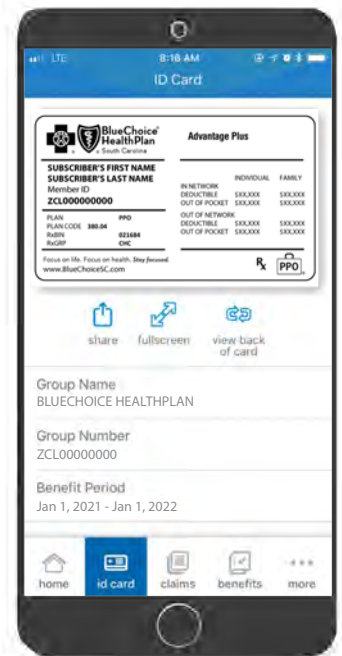 LTE 8:18 AM
ID Card
BlueChoice®
HealthPlan
South Carolina
Advantage Plus
SUBSCRIBER'S FIRST NAME
SUBSCRIBER'S LAST NAME
Member ID
ZCL000000000
PLAN PPO
PLAN CODE 380.04
RxBIN 021684
RxGRP CHC
INDIVIDUAL FAMILY
IN NETWORK
DEDUCTIBLE $XX,XXX $XX,XXX
OUT OF POCKET $XX,XXX $XX,XXX
OUT OF NETWORK
DEDUCTIBLE $XX,XXX $XX,XXX
OUT OF POCKET $XX,XXX $XX,XXX
Focus on life. Focus on health. Stay focused.
www.BlueChoiceSC.com
Rx PPO
share fullscreen view back
of card
Group Name
BLUECHOICE HEALTHPLAN
Group Number
ZCL00000000
Benefit Period
Jan 1, 2021 - Jan 1, 2022
home id card claims benefits more